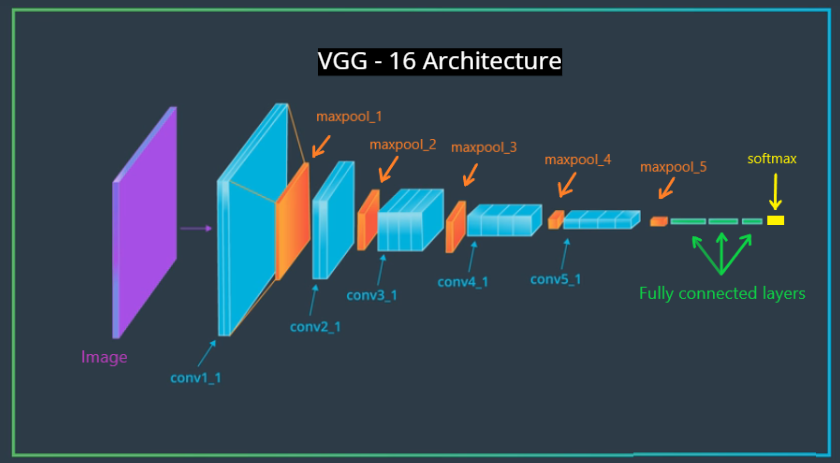 VGG - 16 Architecture
maxpool_1
maxpool_2
maxpool_3
maxpool_4
maxpool_5
softmax
conv5_1
conv4_1
conv3_1
Fully connected layers
conv2_1
Image
conv1_1